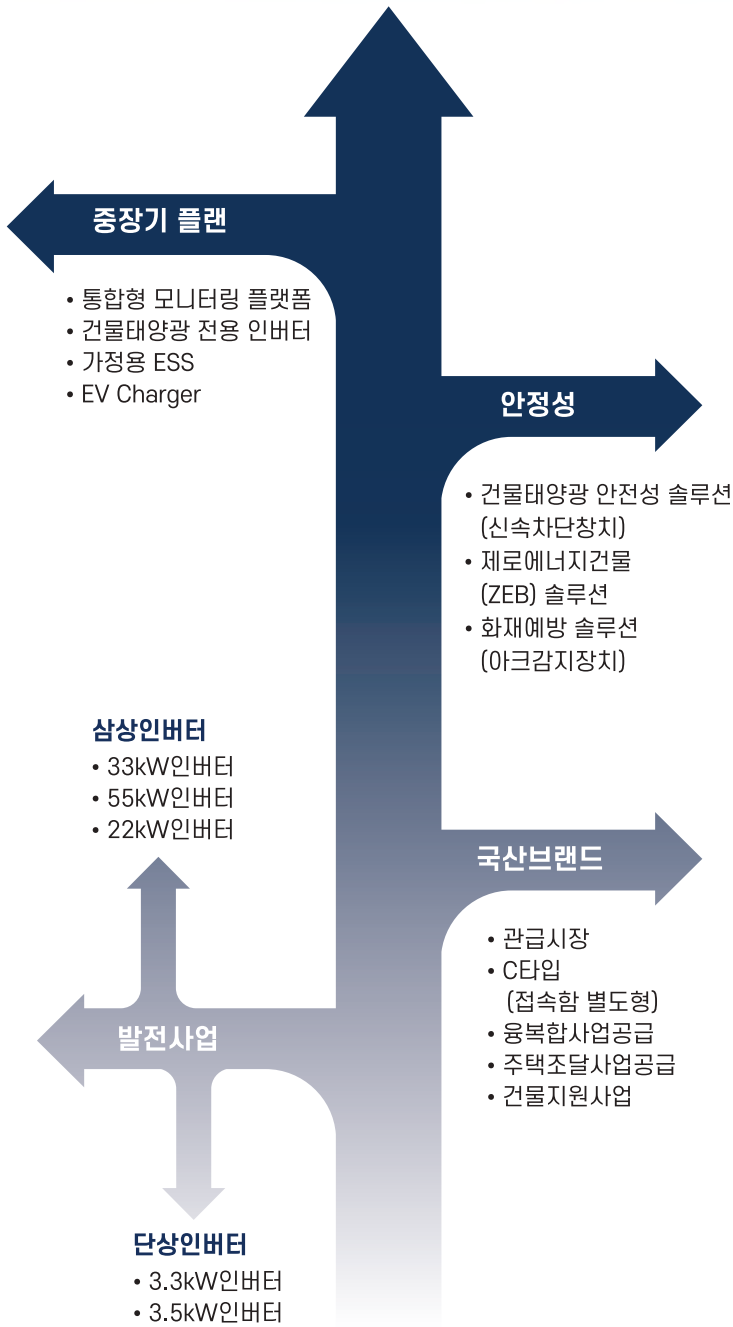 중장기 플랜
• 통합형 모니터링 플랫폼
• 건물태양광 전용 인버터
• 가정용 ESS
• EV Charger
안정성
• 건물태양광 안전성 솔루션
(신속차단창치)
• 제로에너지건물
(ZEB) 솔루션
• 화재예방 솔루션
(아크감지장치)
삼상인버터
• 33kW인버터
• 55kW인버터
• 22kW인버터
국산브랜드
• 관급시장
• C타입
(접속함 별도형)
• 융복합사업공급
• 주택조달사업공급
• 건물지원사업
발전사업
단상인버터
• 3.3kW인버터
• 3.5kW인버터